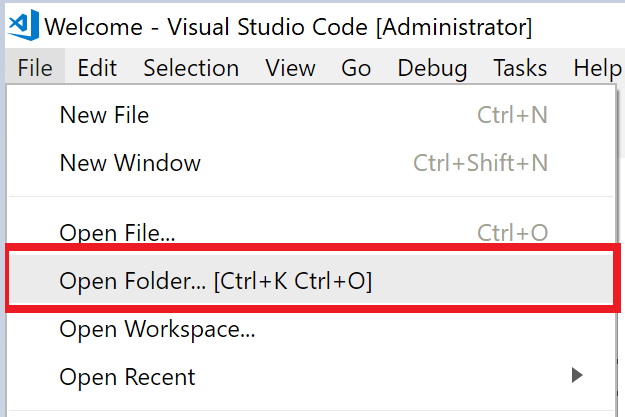 Welcome - Visual Studio Code [Administrator]
File Edit Selection View Go Debug Tasks Help
New File Ctrl+N
New Window Ctrl+Shift+N
Open File... Ctrl+O
Open Folder... [Ctrl+K Ctrl+O]
Open Workspace...
Open Recent